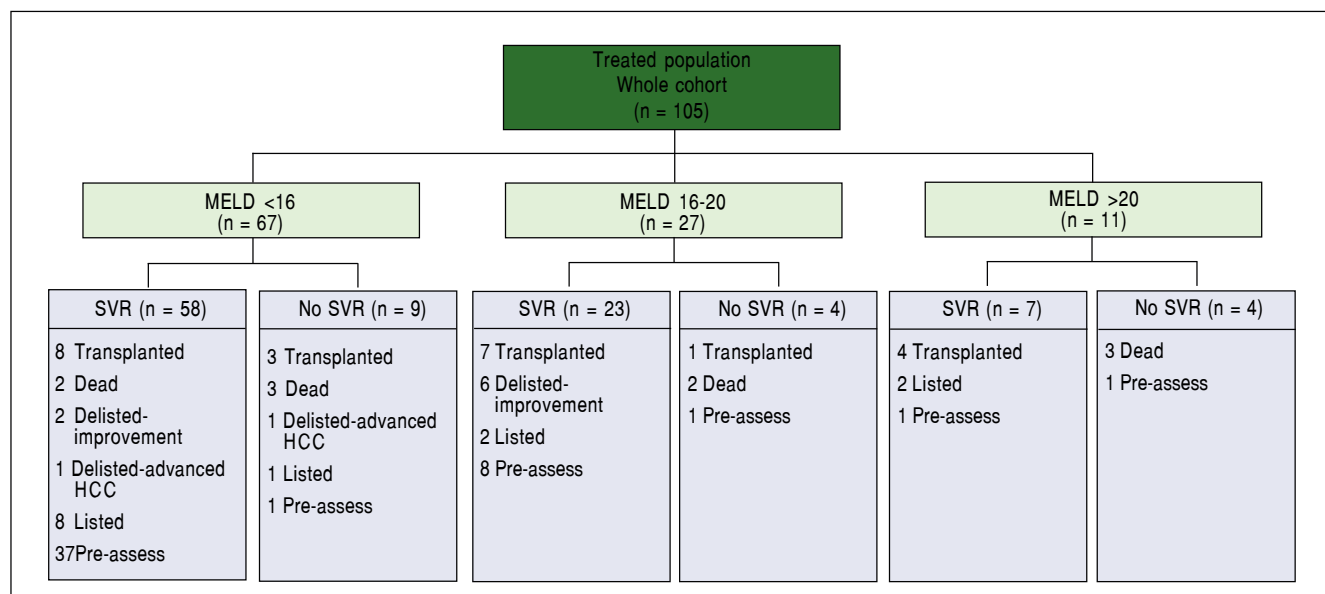 Treated population
Whole cohort
(n = 105)
MELD <16
(n = 67)
MELD 16-20
(n = 27)
MELD >20
(n = 11)
SVR (n = 58)
8 Transplanted
2 Dead
2 Delisted-
improvement
1 Delisted-advanced
HCC
8 Listed
37Pre-assess
No SVR (n = 9)
3 Transplanted
3 Dead
1 Delisted-advanced
HCC
1 Listed
1 Pre-assess
SVR (n = 23)
7 Transplanted
6 Delisted-
improvement
2 Listed
8 Pre-assess
No SVR (n = 4)
1 Transplanted
2 Dead
1 Pre-assess
SVR (n = 7)
4 Transplanted
2 Listed
1 Pre-assess
No SVR (n = 4)
3 Dead
1 Pre-assess